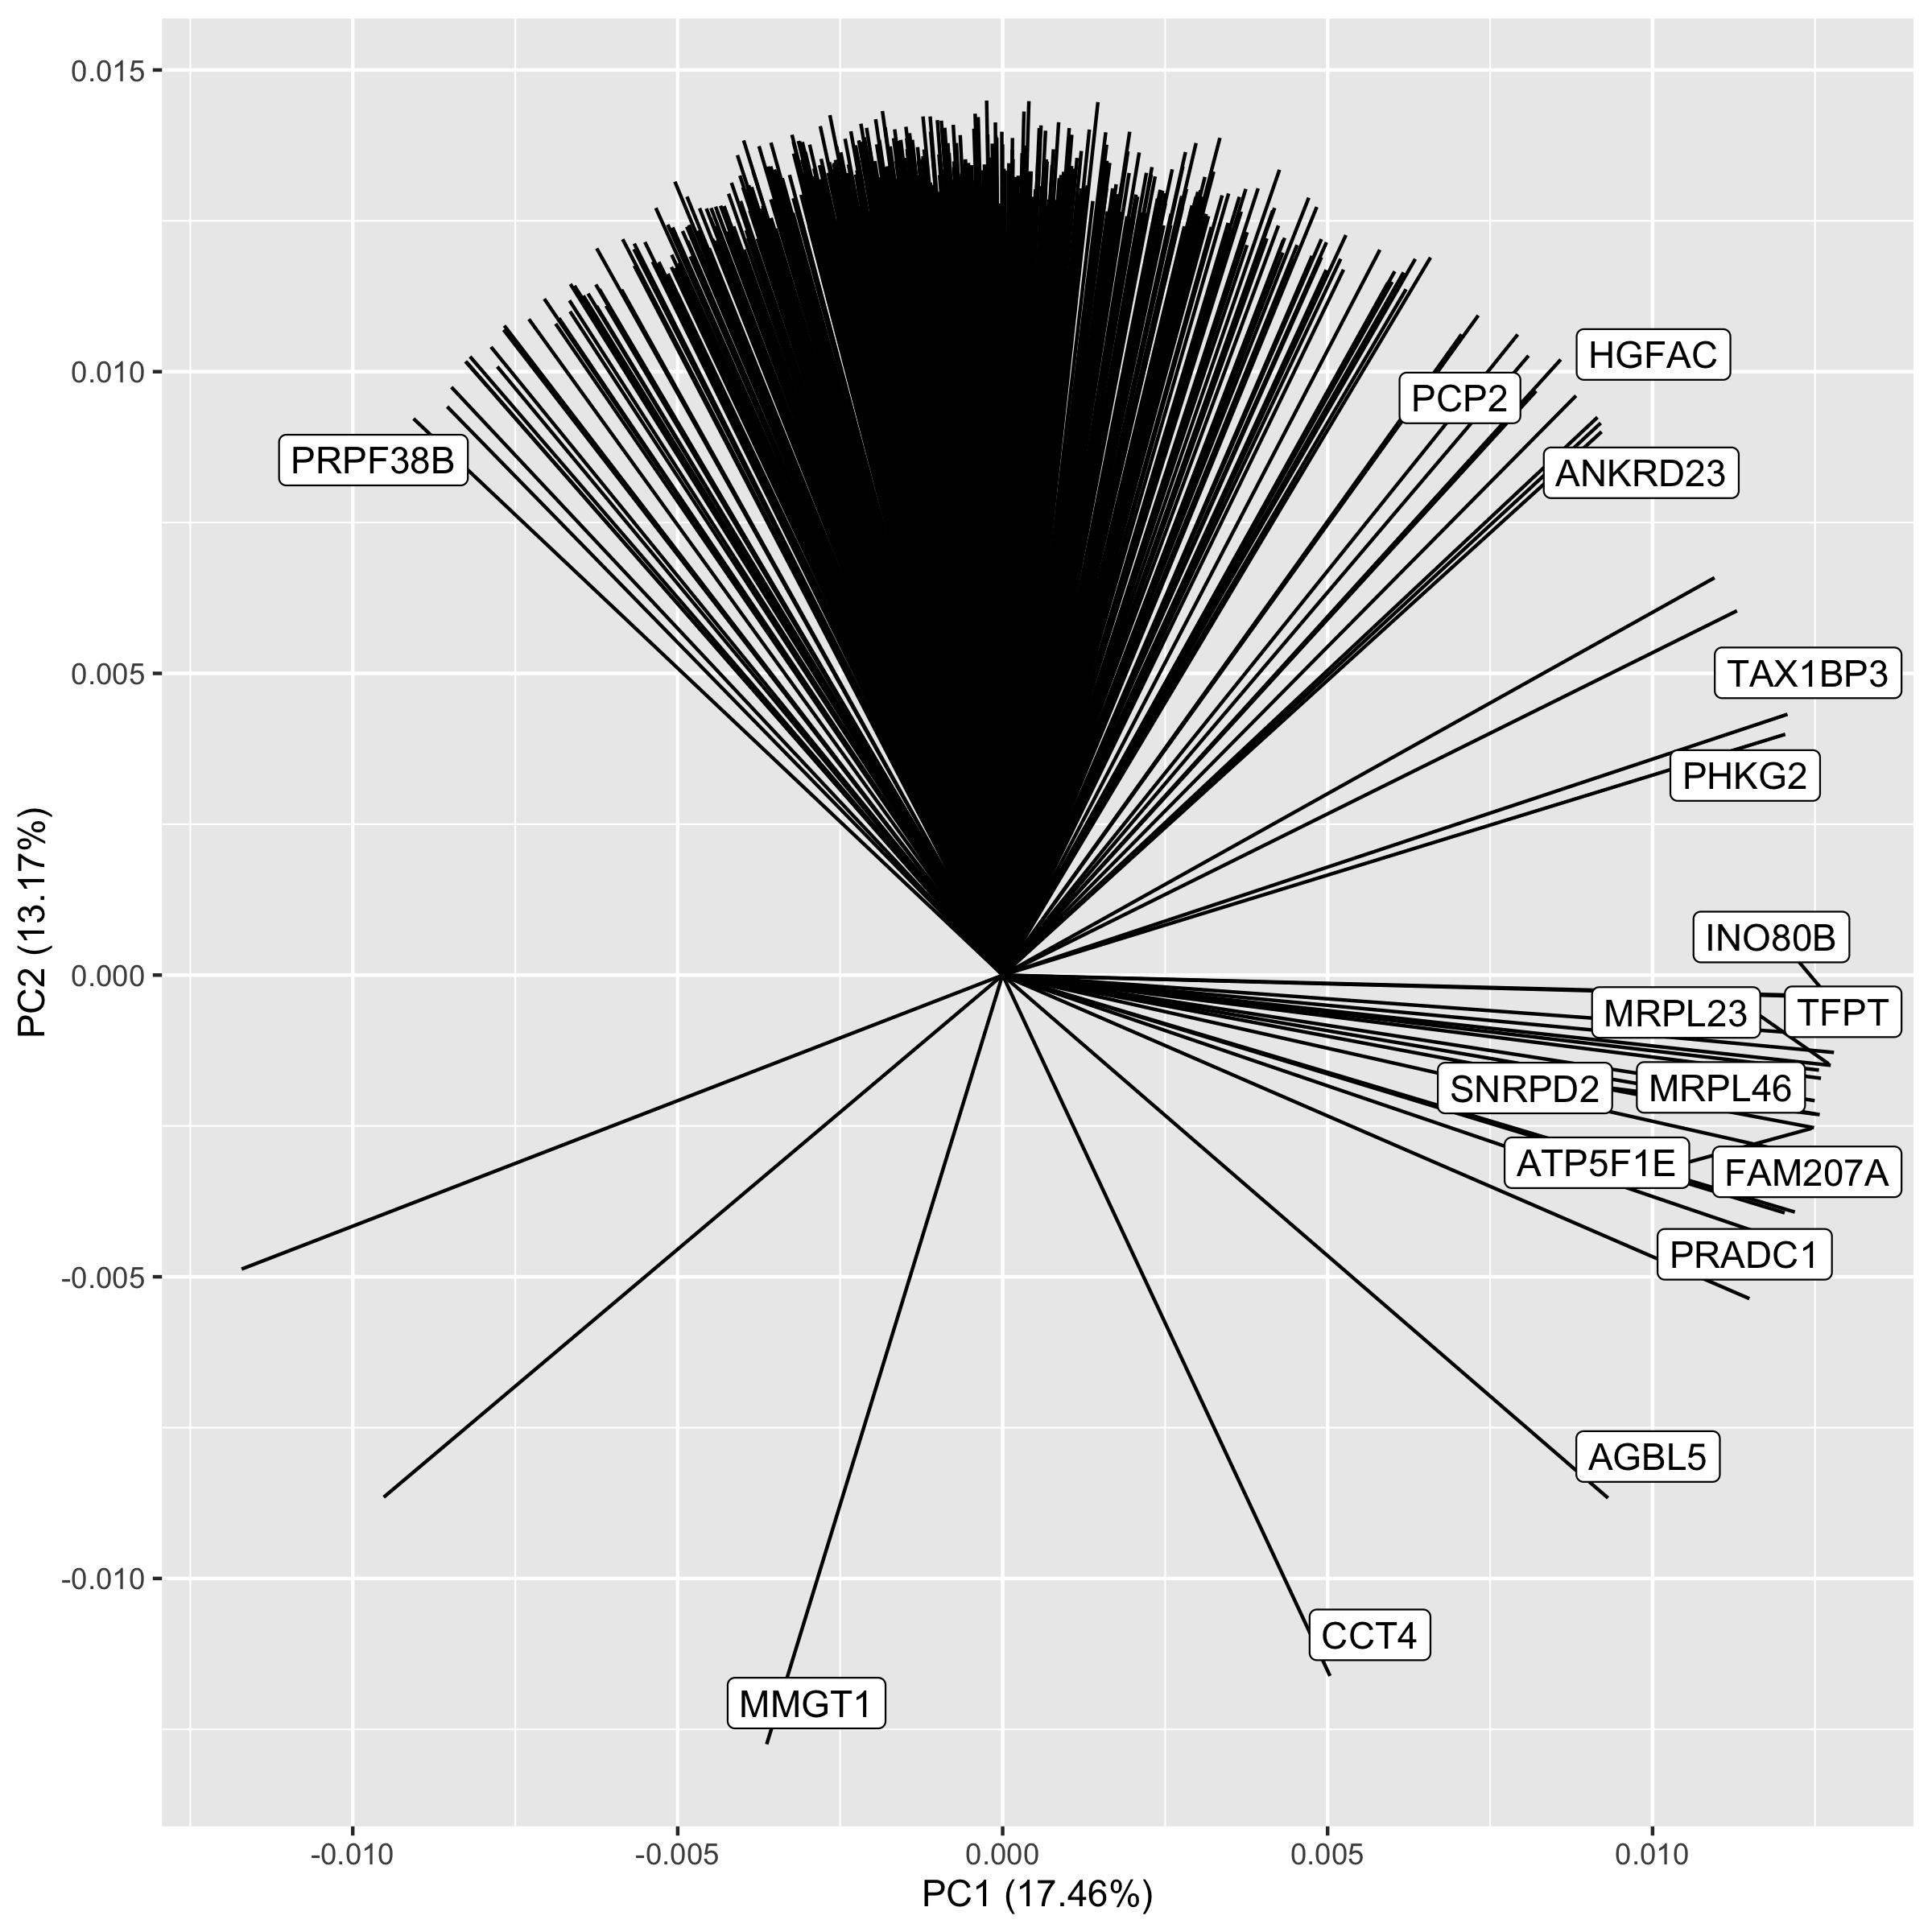 0.015
0.010
0.005
0.000
-0.005
-0.010
PC2 (13.17%)
HGFAC
PCP2
PRPF38B
ANKRD23
TAX1BP3
PHKG2
INO80B
MRPL23
TFPT
SNRPD2
MRPL46
ATP5F1E
FAM207A
PRADC1
AGBL5
CCT4
MMGT1
-0.010
-0.005
0.000
0.005
0.010
PC1 (17.46%)